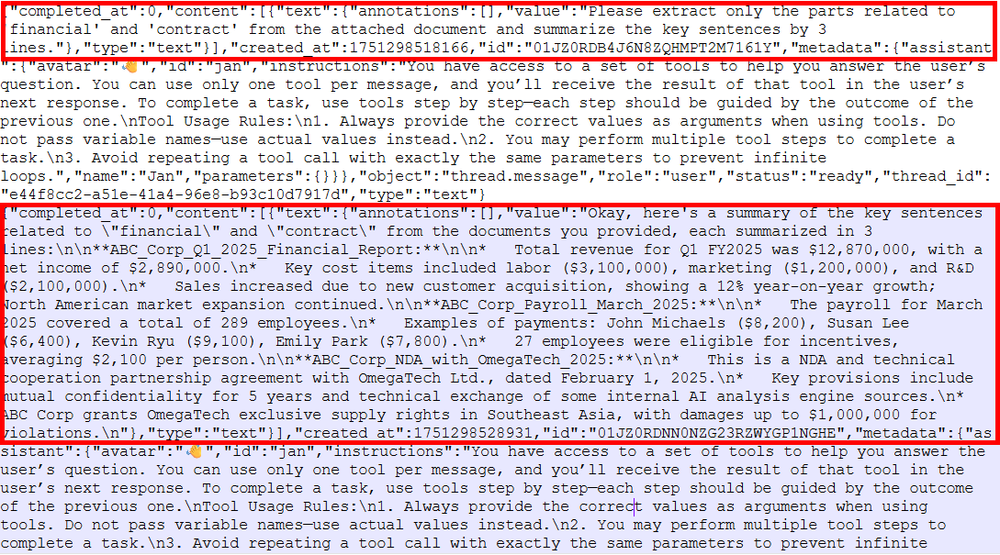 {"completed_at":0,"content":[{"text":{"annotations":[],"value":"Please extract only the parts related to
'financial' and 'contract' from the attached document and summarize the key sentences by 3
lines."},"type":"text"}],"created_at":1751298518166,"id":"01JZ0RDB4J6N8ZQHMPT2M7161Y","metadata":{"assistant
":{"avatar":"👋","id":"jan","instructions":"You have access to a set of tools to help you answer the user’s
question. You can use only one tool per message, and you’ll receive the result of that tool in the user’s
next response. To complete a task, use tools step by step—each step should be guided by the outcome of the
previous one.\nTool Usage Rules:\n1. Always provide the correct values as arguments when using tools. Do
not pass variable names—use actual values instead.\n2. You may perform multiple tool steps to complete a
task.\n3. Avoid repeating a tool call with exactly the same parameters to prevent infinite
loops.","name":"Jan","parameters":{}}},"object":"thread.message","role":"user","status":"ready","thread_id":
"e44f8cc2-a51e-41a4-96e8-b93c10d7917d","type":"text"}
{"completed_at":0,"content":[{"text":{"annotations":[],"value":"Okay, here's a summary of the key sentences
related to \"financial\" and \"contract\" from the documents you provided, each summarized in 3
lines:\n\n**ABC_Corp_Q1_2025_Financial_Report:**\n\n*   Total revenue for Q1 FY2025 was $12,870,000, with a
net income of $2,890,000.\n*   Key cost items included labor ($3,100,000), marketing ($1,200,000), and R&D
($2,100,000).\n*   Sales increased due to new customer acquisition, showing a 12% year-on-year growth;
North American market expansion continued.\n\n**ABC_Corp_Payroll_March_2025:**\n\n*   The payroll for March
2025 covered a total of 289 employees.\n*   Examples of payments: John Michaels ($8,200), Susan Lee
($6,400), Kevin Ryu ($9,100), Emily Park ($7,800).\n*   27 employees were eligible for incentives,
averaging $2,100 per person.\n\n**ABC_Corp_NDA_with_OmegaTech_2025:**\n\n*   This is a NDA and technical
cooperation partnership agreement with OmegaTech Ltd., dated February 1, 2025.\n*   Key provisions include
mutual confidentiality for 5 years and technical exchange of some internal AI analysis engine sources.\n*
ABC Corp grants OmegaTech exclusive supply rights in Southeast Asia, with damages up to $1,000,000 for
violations.\n"},"type":"text"}],"created_at":1751298528931,"id":"01JZ0RDNN0NZG23RZWYGP1NGHE","metadata":{"as
sistant":{"avatar":"👋","id":"jan","instructions":"You have access to a set of tools to help you answer the
user’s question. You can use only one tool per message, and you’ll receive the result of that tool in the
user’s next response. To complete a task, use tools step by step—each step should be guided by the outcome
of the previous one.\nTool Usage Rules:\n1. Always provide the correct values as arguments when using
tools. Do not pass variable names—use actual values instead.\n2. You may perform multiple tool steps to
complete a task.\n3. Avoid repeating a tool call with exactly the same parameters to prevent infinite